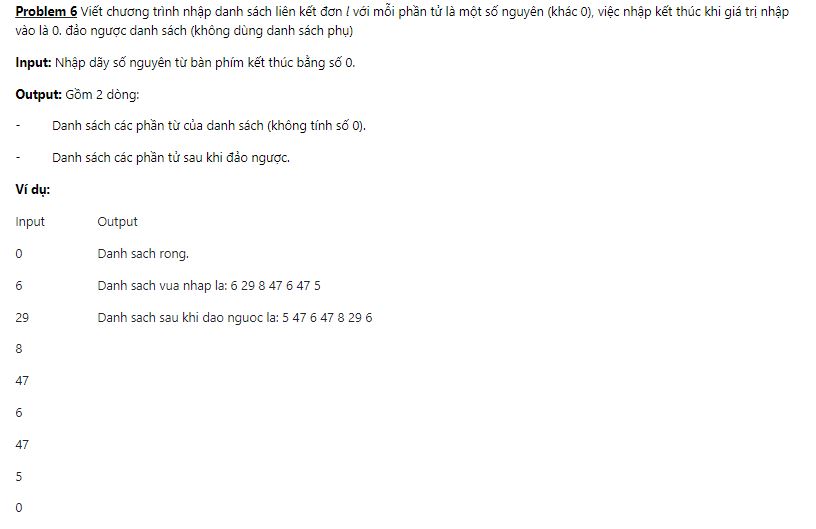 Problem 6 Viết chương trình nhập danh sách liên kết đơn l với mỗi phần tử là một số nguyên (khác 0), việc nhập kết thúc khi giá trị nhập
vào là 0. đảo ngược danh sách (không dùng danh sách phụ)
Input: Nhập dãy số nguyên từ bàn phím kết thúc bằng số 0.
Output: Gồm 2 dòng:
- Danh sách các phần từ của danh sách (không tính số 0).
- Danh sách các phần tử sau khi đảo ngược.
Ví dụ:
Input Output
0 Danh sach rong.
6 Danh sach vua nhap la: 6 29 8 47 6 47 5
29 Danh sach sau khi dao nguoc la: 5 47 6 47 8 29 6
8
47
6
47
5
0